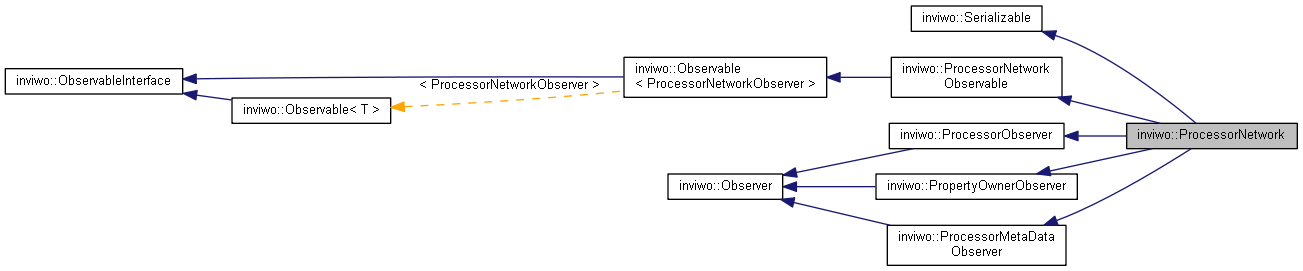 inviwo::Serializable
inviwo::ObservableInterface
inviwo::Observable
< ProcessorNetworkObserver >
inviwo::ProcessorNetwork
Observable
< ProcessorNetworkObserver >
inviwo::Observable< T >
inviwo::ProcessorObserver
inviwo::ProcessorNetwork
inviwo::Observer
inviwo::PropertyOwnerObserver
inviwo::ProcessorMetaData
Observer